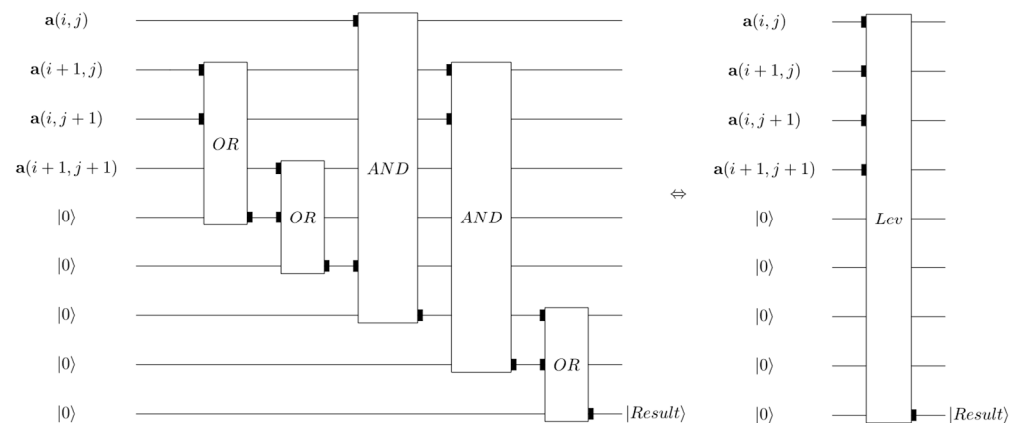 a(i, j) a(i, j)
a(i + 1, j) a(i + 1, j)
a(i, j + 1) a(i, j + 1)
OR
a(i + 1, j + 1) AND a(i + 1, j + 1)
⇔
|0⟩ OR AND |0⟩ Lcv
|0⟩ |0⟩
|0⟩ |0⟩
|0⟩ OR |0⟩
|0⟩ |Result⟩ |0⟩ |Result⟩